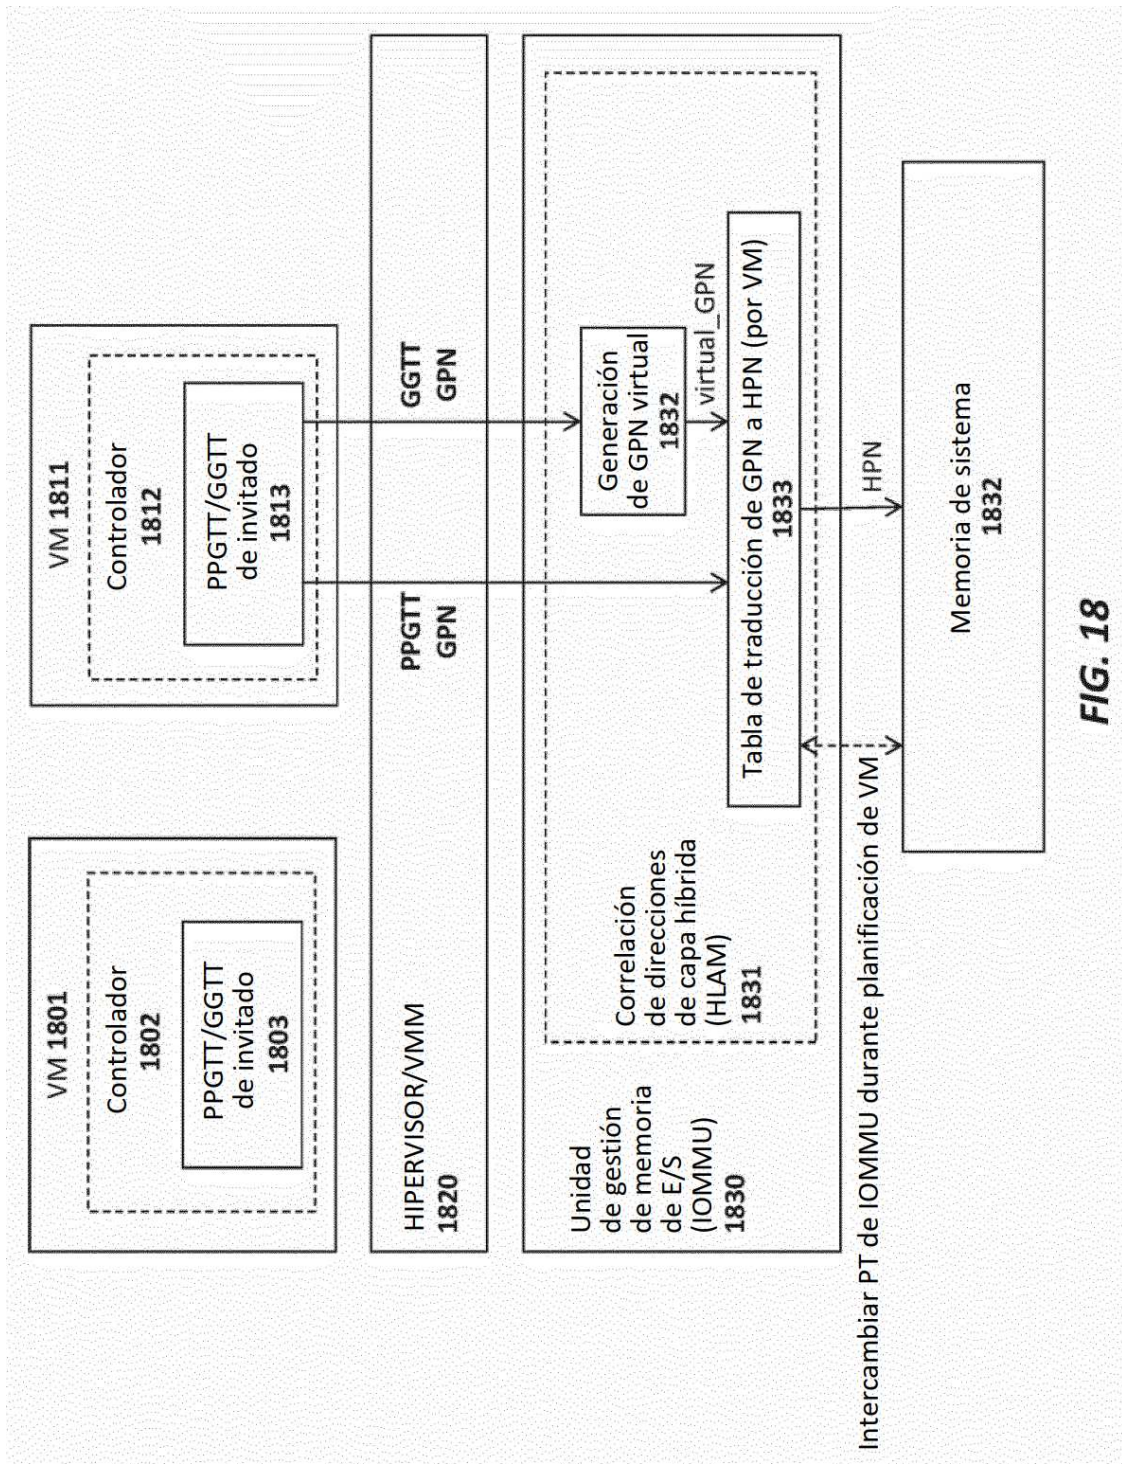 VM 1801
Controlador
1802
PPGTT/GGTT
de invitado
1803
VM 1811
Controlador
1812
PPGTT/GGTT
de invitado
1813
HIPERVISOR/VMM
1820
PPGTT
GPN
GGTT
GPN
Unidad
de gestión
de memoria
de E/S
(IOMMU)
1830
Correlación
de direcciones
de capa híbrida
(HLAM)
1831
Generación
de GPN virtual
1832
virtual_GPN
Tabla de traducción de GPN a HPN (por VM)
1833
Intercambiar PT de IOMMU durante planificación de VM
HPN
Memoria de sistema
1832
FIG. 18